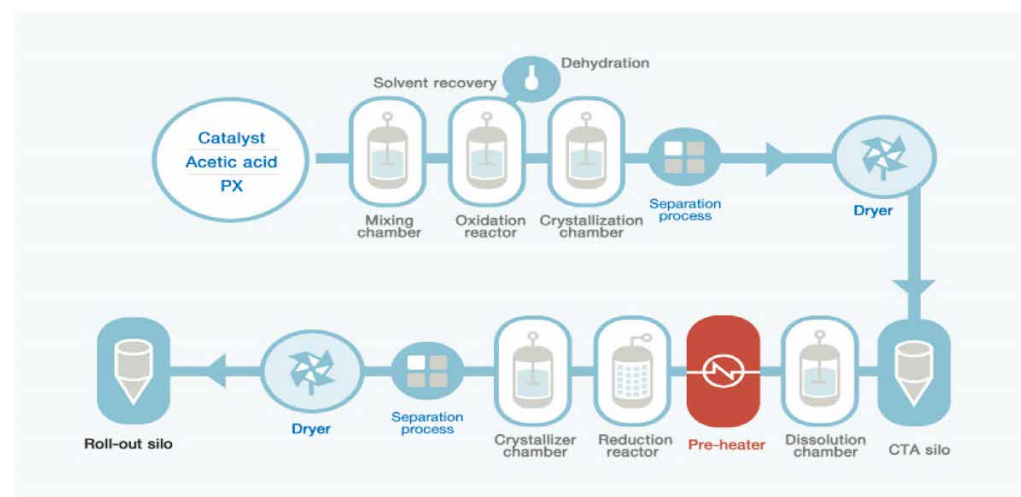 Dehydration
Solvent recovery
Catalyst
Acetic acid
PX
Mixing
chamber
Oxidation
reactor
Crystallization
chamber
Separation
process
Dryer
Roll-out silo
Dryer
Separation
process
Crystallizer
chamber
Reduction
reactor
Pre-heater
Dissolution
chamber
CTA silo